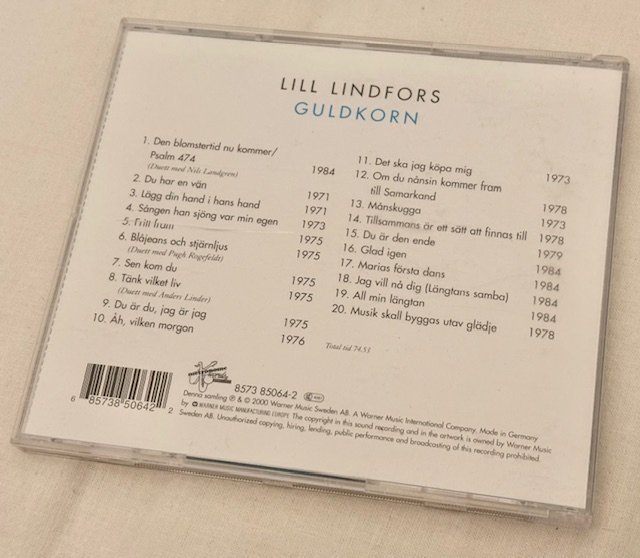 LILL LINDFORS
GULDKORN
1. Den blomstertid nu kommer/
Psalm 474
(Duett med Nils Landgren) 1984
2. Du har en vän 1971
3. Lägg din hand i hans hand 1971
4. Sången han sjöng var min egen 1973
5. Fritt fram 1975
6. Blåjeans och stjärnljus 1975
(Duett med Pugh Rogefeldt)
7. Sen kom du 1975
8. Tänk vilket liv 1975
(Duett med Anders Linder)
9. Du är du, jag är jag 1975
10. Åh, vilken morgon 1976
11. Det ska jag köpa mig 1973
12. Om du nånsin kommer fram
till Samarkand 1978
13. Månskugga 1973
14. Tillsammans är ett sätt att finnas till 1978
15. Du är den ende 1979
16. Glad igen 1984
17. Marias första dans 1984
18. Jag vill nå dig (Längtans samba) 1984
19. All min längtan 1984
20. Musik skall byggas utav glädje 1978
Total tid 74.53
8573 85064-2
6 85738 50642 2
Denna samling ℗ & © 2000 Warner Music Sweden AB. A Warner Music International Company. Made in Germany
by WARNER MUSIC MANUFACTURING EUROPE. The copyright in this sound recording and in the artwork is owned by Warner Music
Sweden AB. Unauthorized copying, hiring, lending, public performance and broadcasting of this recording prohibited.